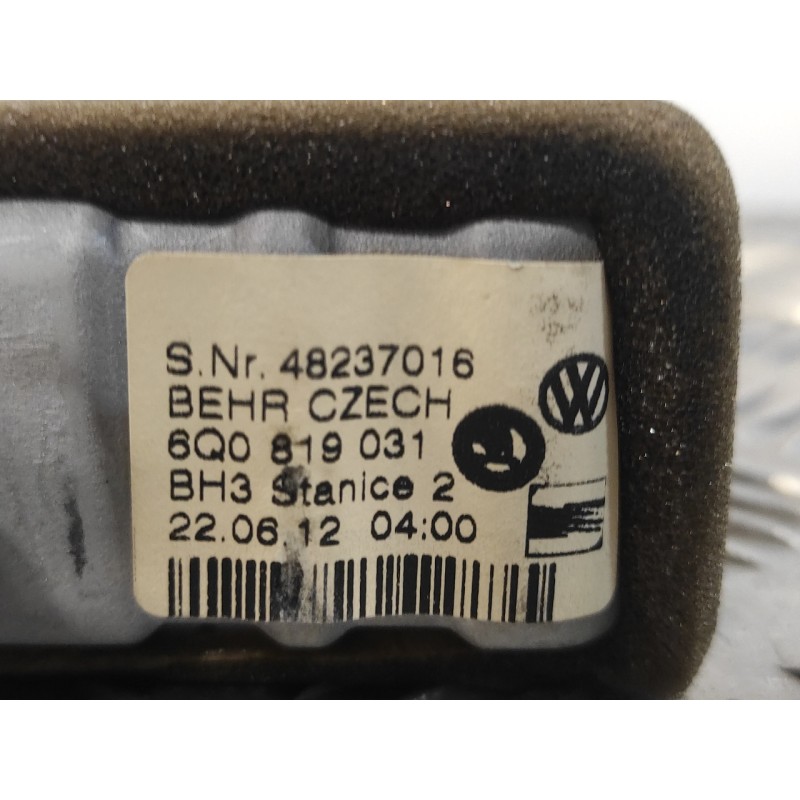 S.Nr. 48237016
BEHR CZECH
6Q0 819 031
BH3 Stanice 2
22.06.12 04:00